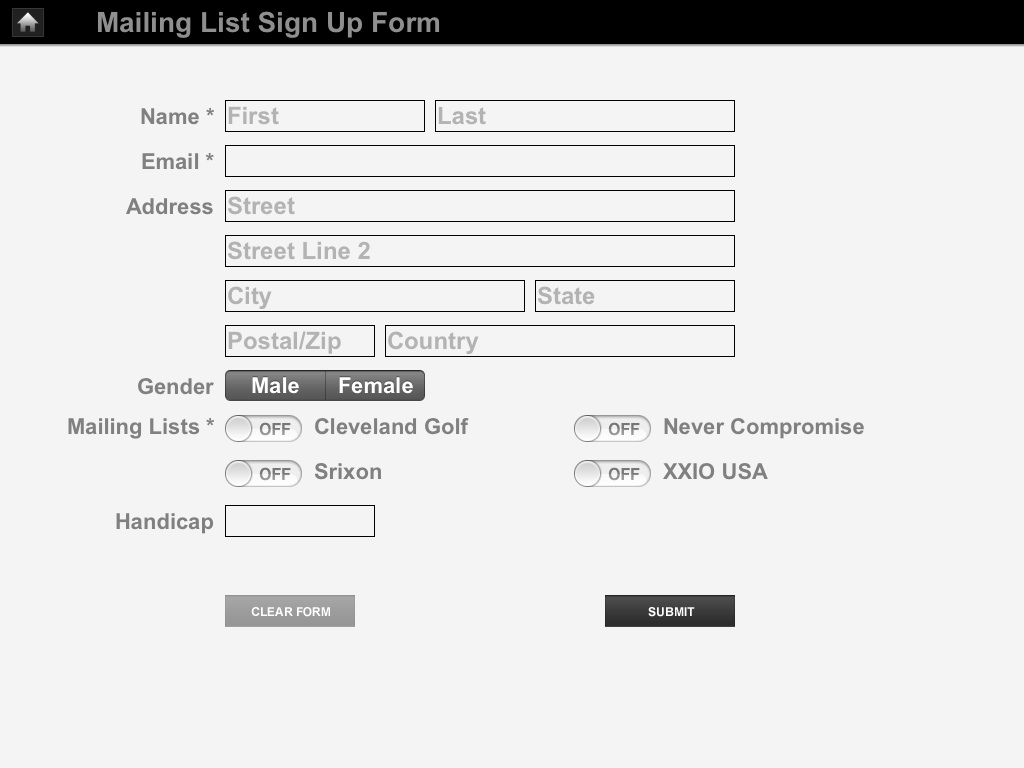 Mailing List Sign Up Form
Name * First Last
Email *
Address Street
Street Line 2
City State
Postal/Zip Country
Gender Male Female
Mailing Lists * OFF Cleveland Golf OFF Never Compromise
OFF Srixon OFF XXIO USA
Handicap
CLEAR FORM SUBMIT